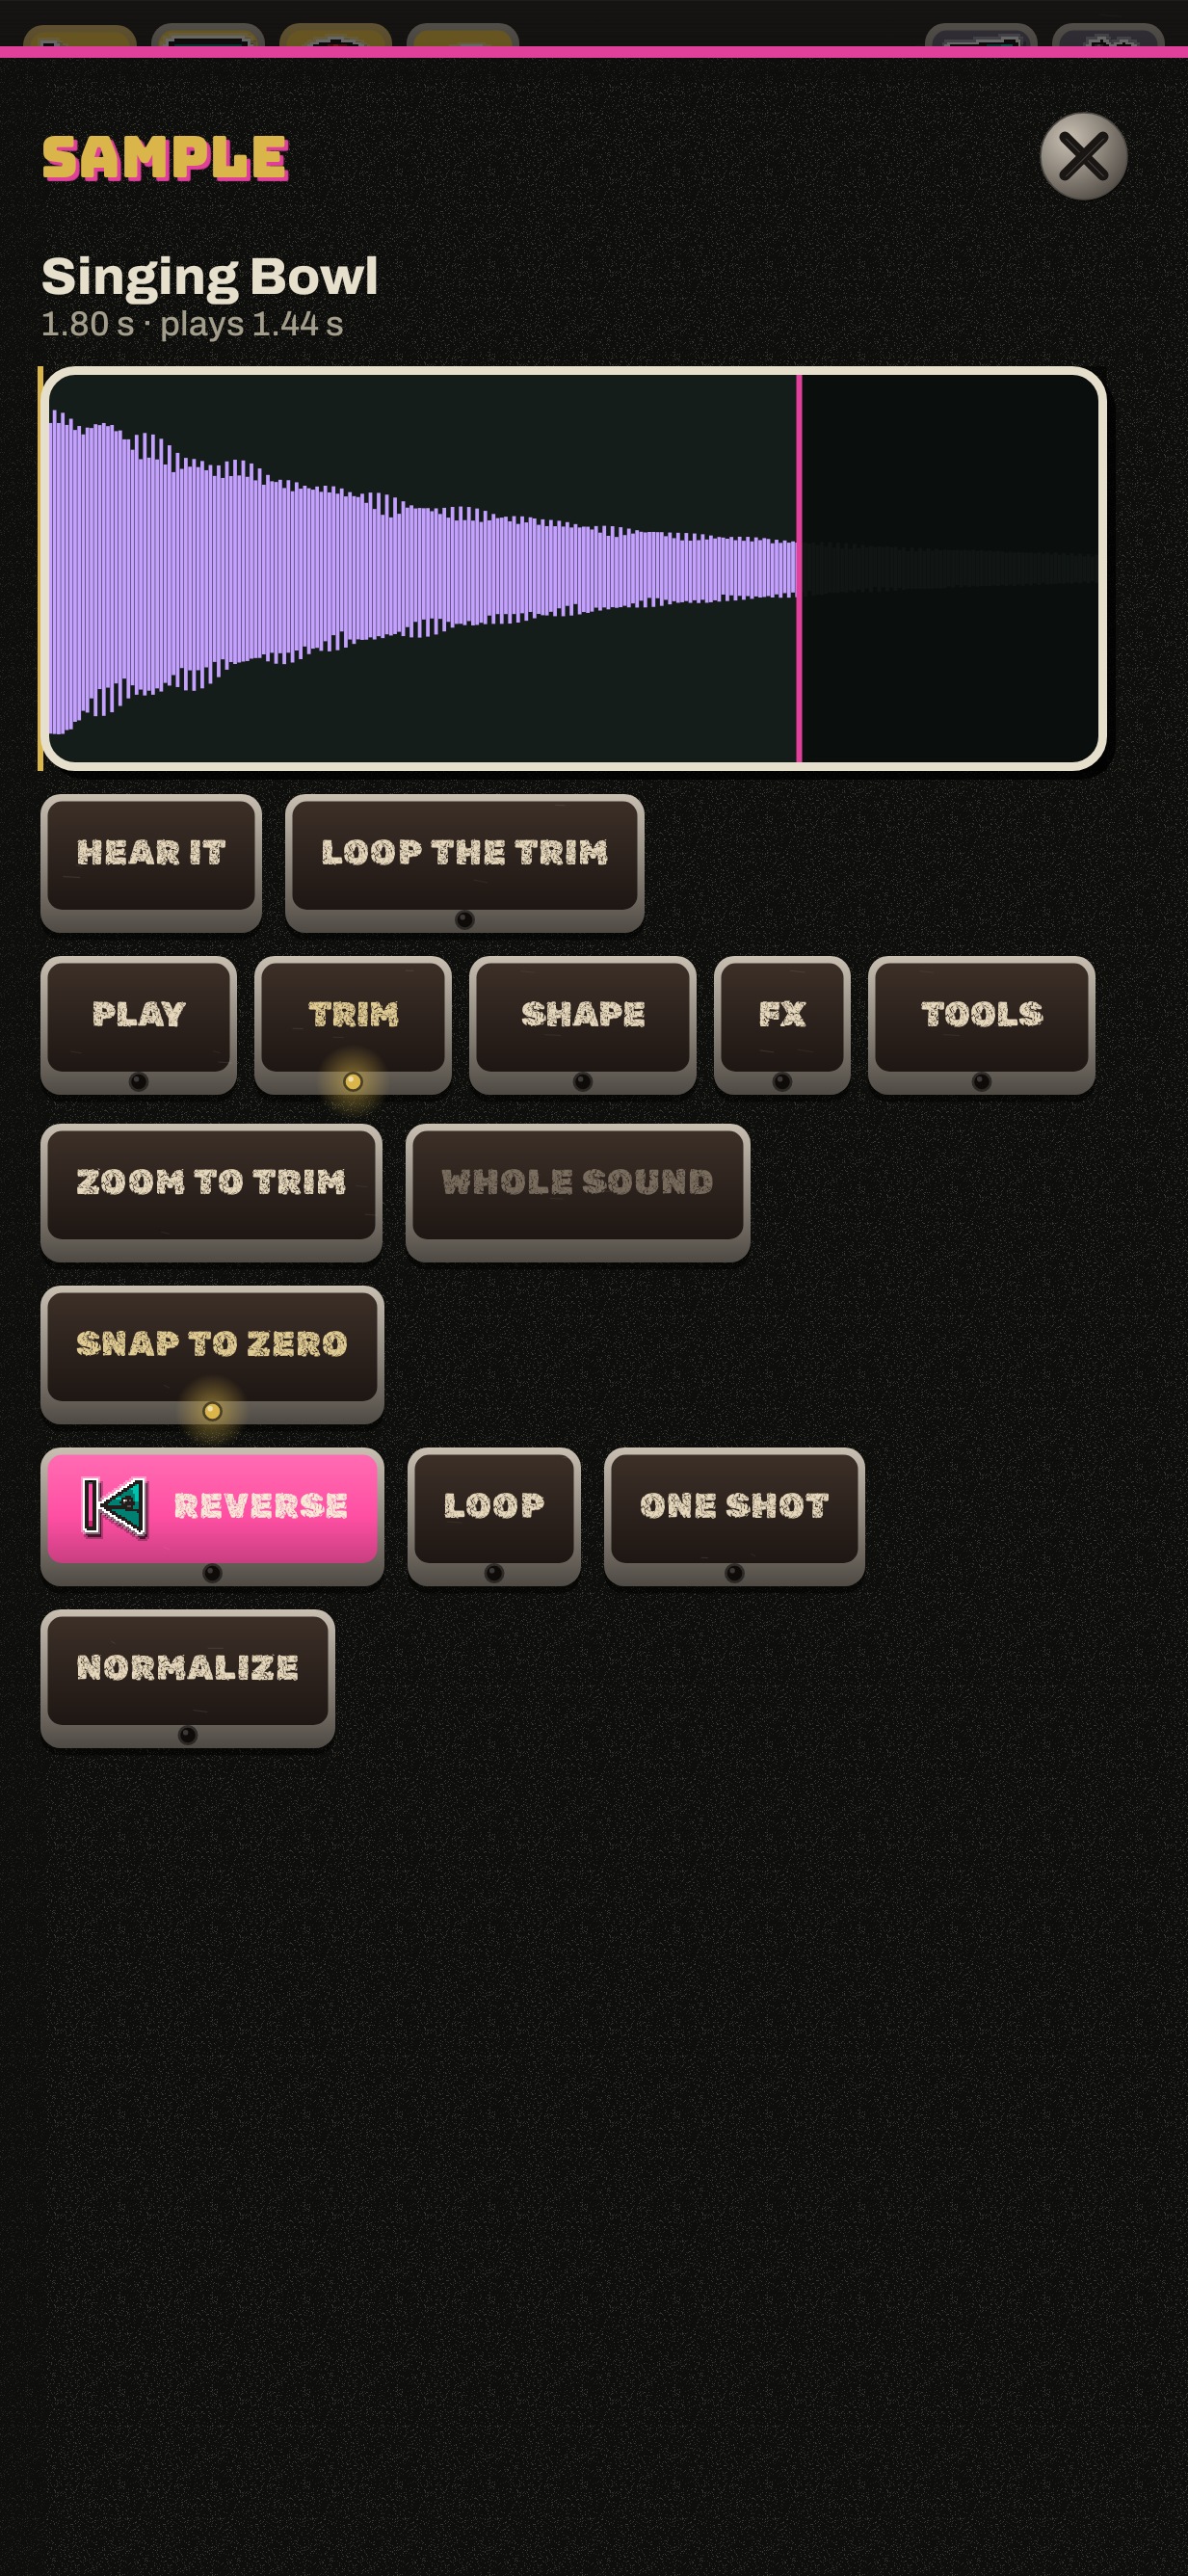 SAMPLE
Singing Bowl
1.80 s · plays 1.44 s
HEAR IT LOOP THE TRIM
PLAY TRIM SHAPE FX TOOLS
ZOOM TO TRIM WHOLE SOUND
SNAP TO ZERO
REVERSE LOOP ONE SHOT
NORMALIZE